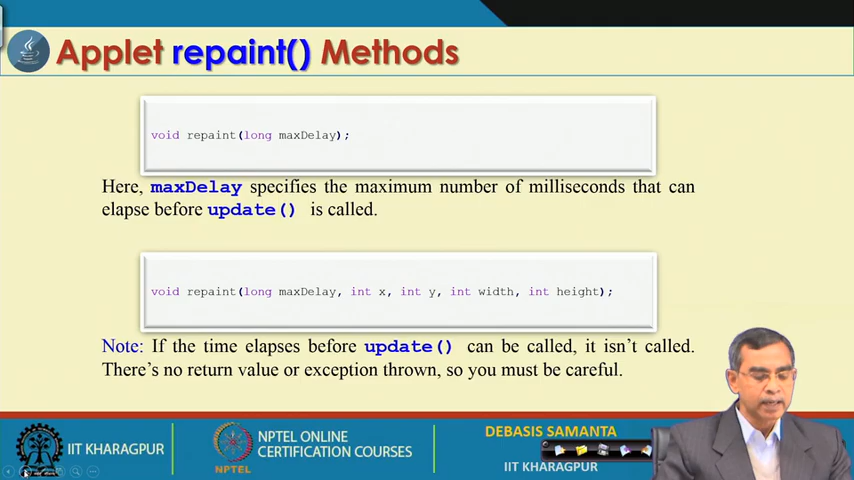 Applet repaint() Methods
void repaint(long maxDelay);
Here, maxDelay specifies the maximum number of milliseconds that can
elapse before update() is called.
void repaint(long maxDelay, int x, int y, int width, int height);
Note: If the time elapses before update() can be called, it isn't called.
There's no return value or exception thrown, so you must be careful.
IIT KHARAGPUR
NPTEL
NPTEL ONLINE
CERTIFICATION COURSES
DEBASIS SAMANTA
IIT KHARAGPUR